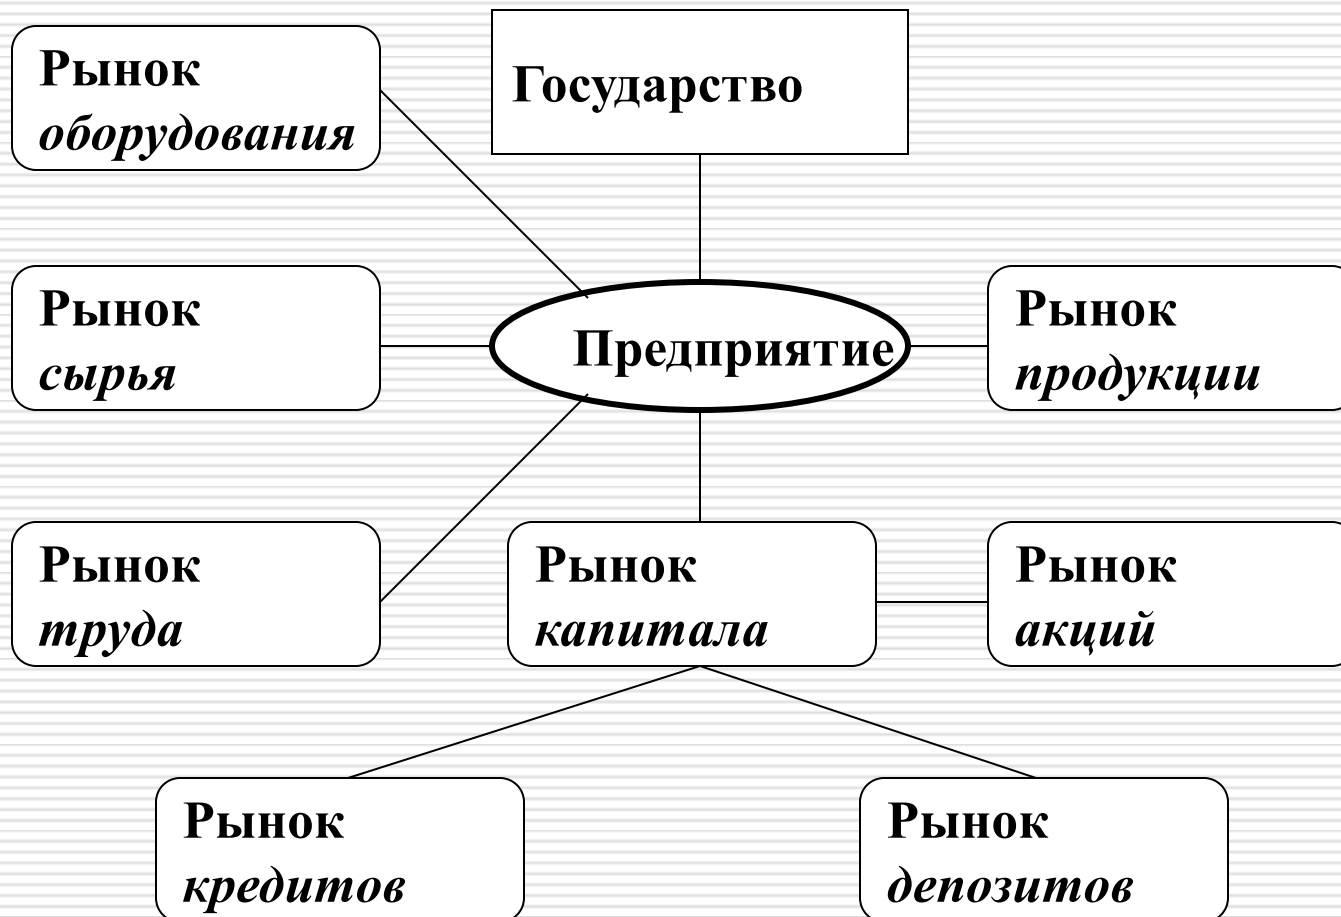 Рынок
оборудования
Государство
Рынок
сырья
Предприятие
Рынок
продукции
Рынок
труда
Рынок
капитала
Рынок
акций
Рынок
кредитов
Рынок
депозитов